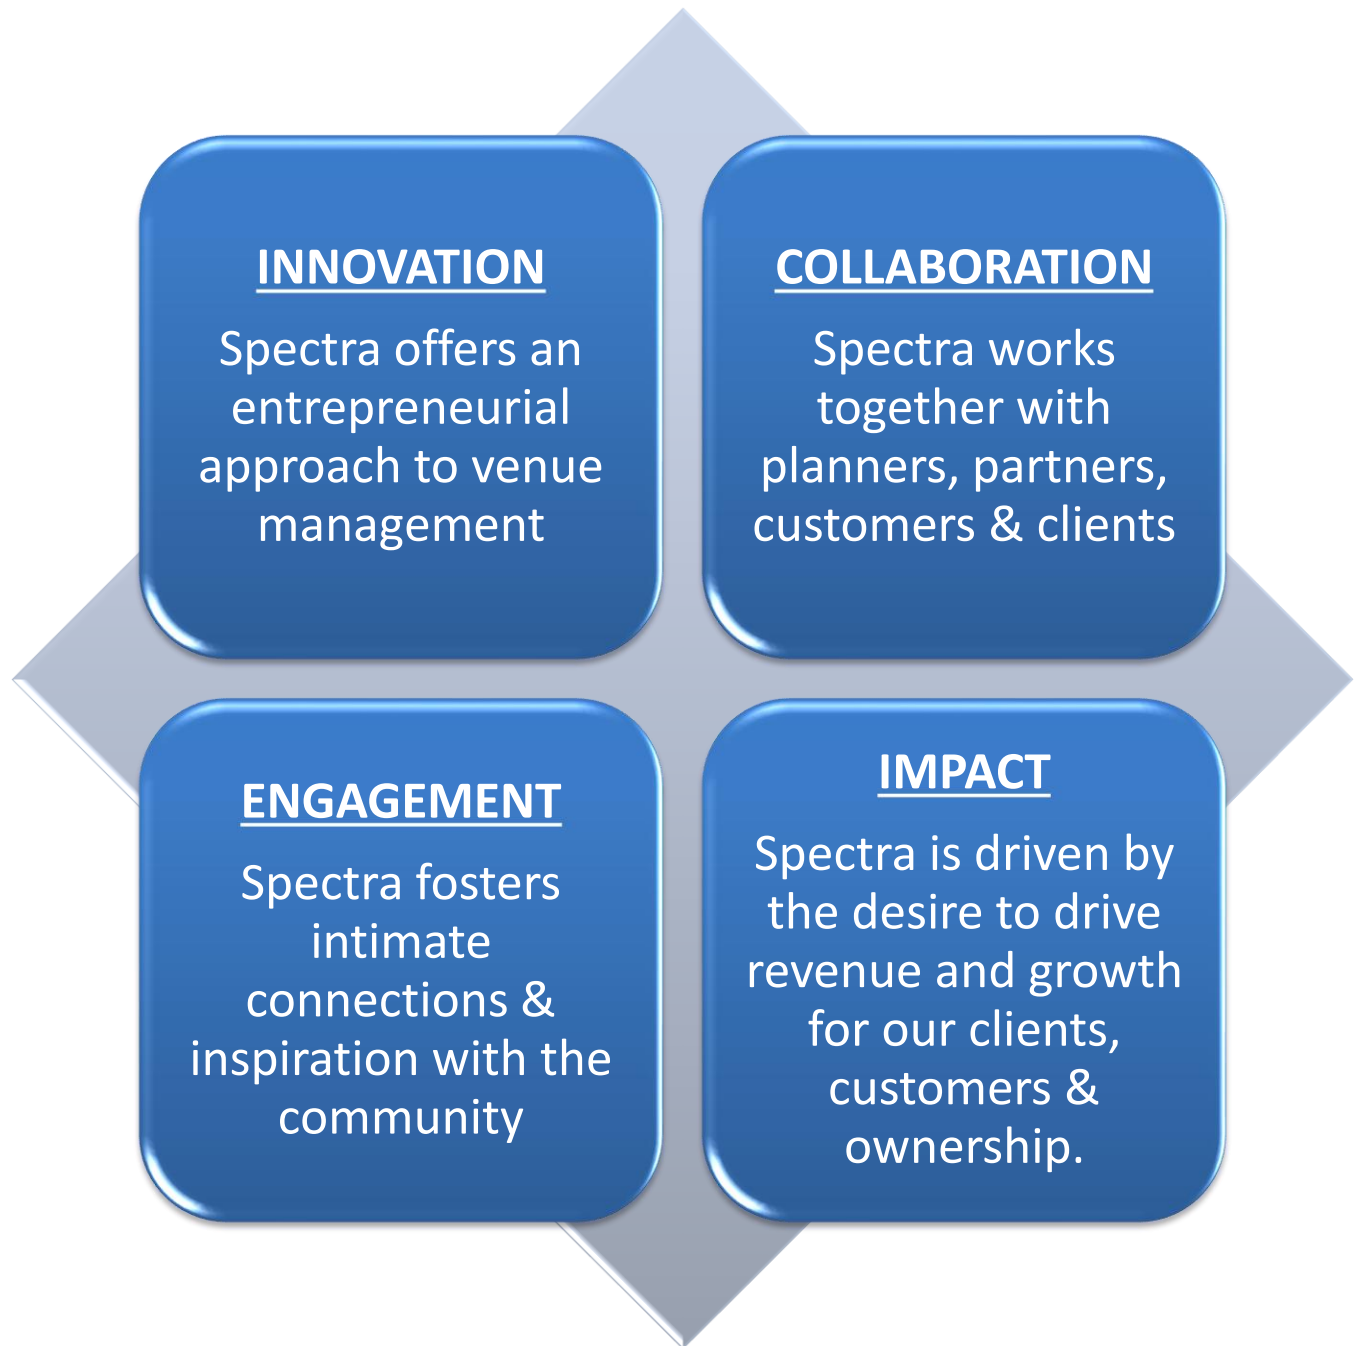 INNOVATION
Spectra offers an
entrepreneurial
approach to venue
management
COLLABORATION
Spectra works
together with
planners, partners,
customers & clients
ENGAGEMENT
Spectra fosters
intimate
connections &
inspiration with the
community
IMPACT
Spectra is driven by
the desire to drive
revenue and growth
for our clients,
customers &
ownership.